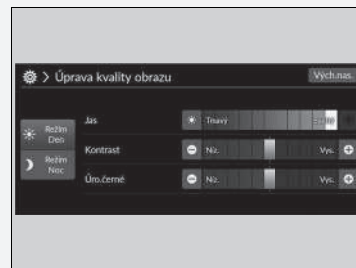 > Úprava kvality obrazu
Vých.nas.
Jas
Tmavý
Režim
Den
Kontrast
Níz.
Vys.
Režim
Noc
Úro.černé
Níz.
Vys.